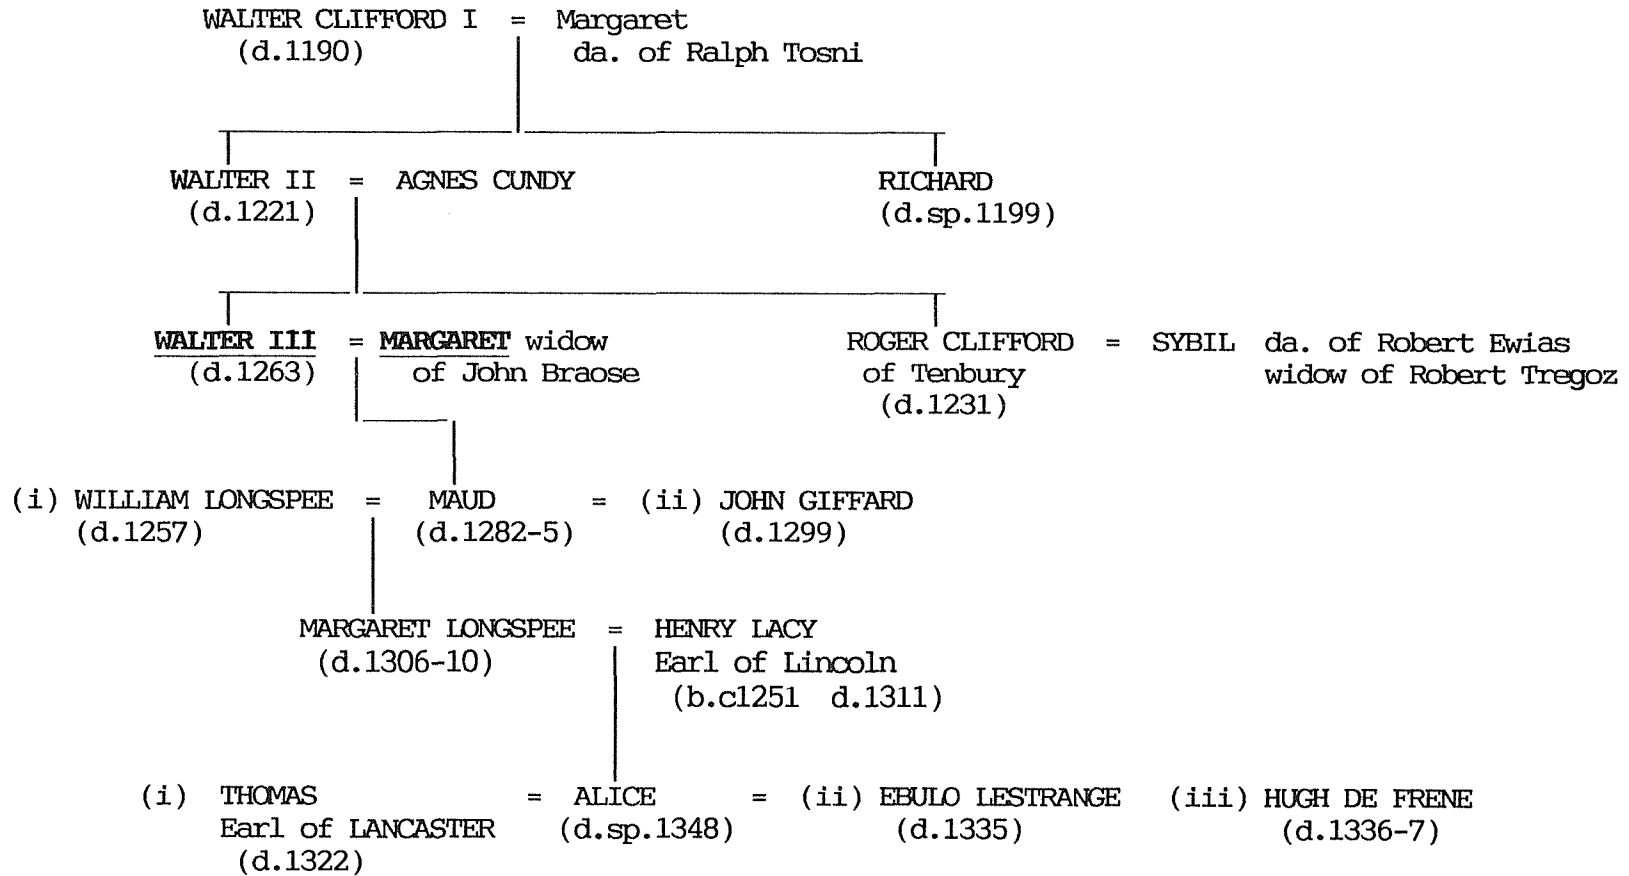 WALTER CLIFFORD I = Margaret
(d.1190) da. of Ralph Tosni
WALTER II = AGNES CUNDY RICHARD
(d.1221) (d.sp.1199)
WALTER III = MARGARET widow ROGER CLIFFORD = SYBIL da. of Robert Ewias
(d.1263) of John Braose of Tenbury widow of Robert Tregoz
(d.1231)
(i) WILLIAM LONGSPEE = MAUD = (ii) JOHN GIFFARD
(d.1257) (d.1282-5) (d.1299)
MARGARET LONGSPEE = HENRY LACY
(d.1306-10) Earl of Lincoln
(b.c1251 d.1311)
(i) THOMAS = ALICE = (ii) EBULO LESTRANGE (iii) HUGH DE FRENE
Earl of LANCASTER (d.sp.1348) (d.1335) (d.1336-7)
(d.1322)